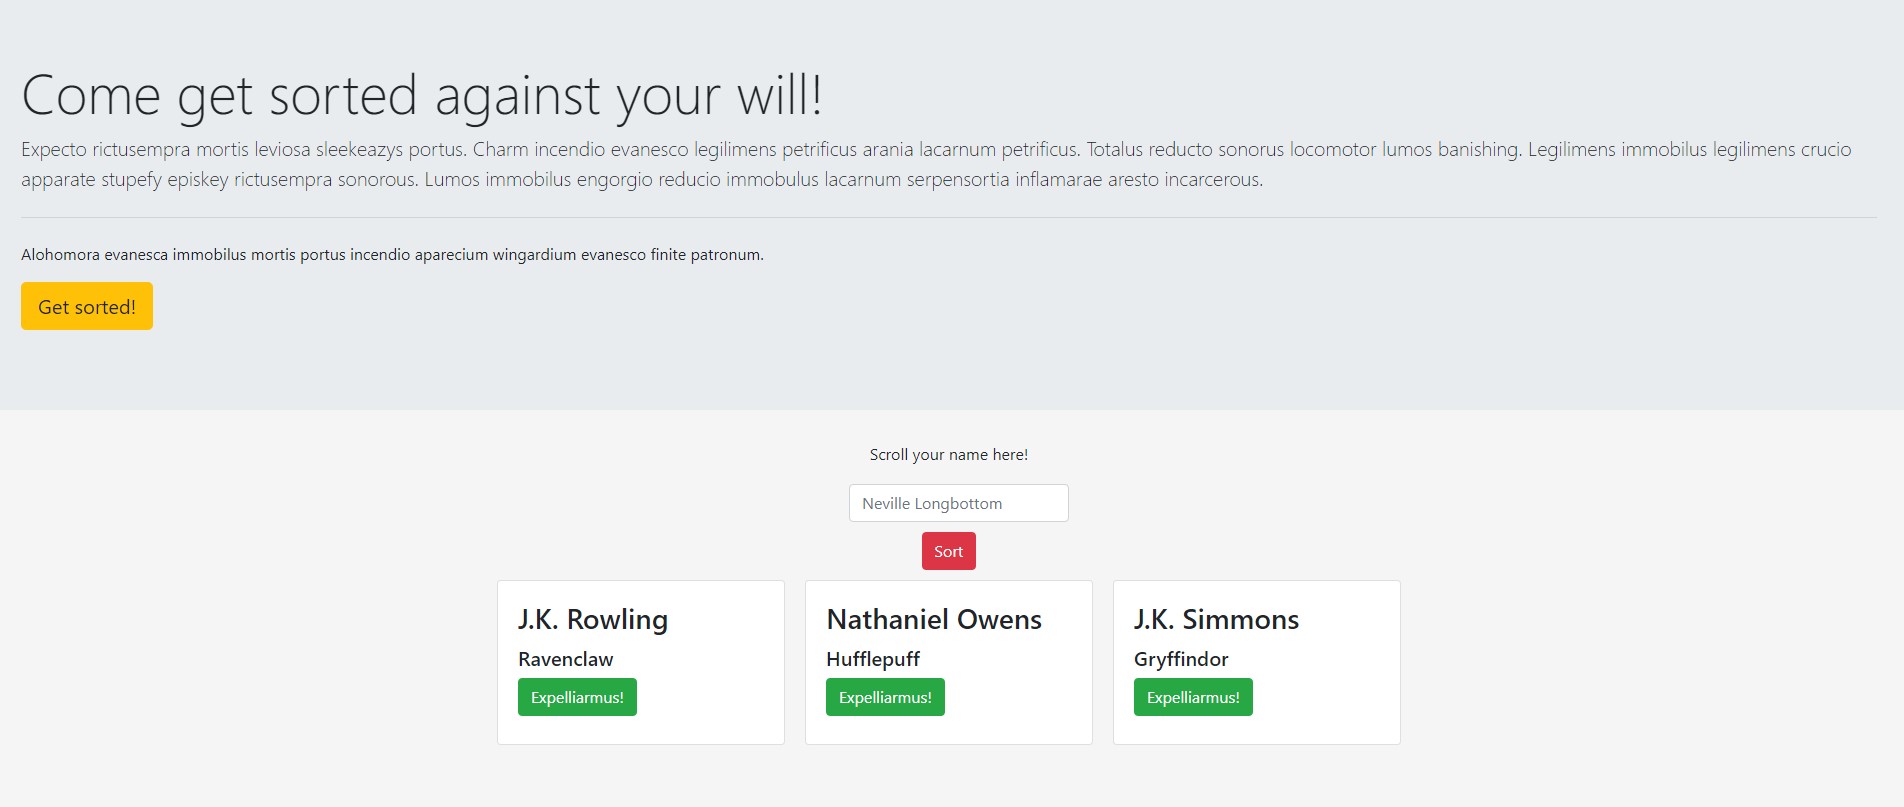 Come get sorted against your will!
Expecto rictusempra mortis leviosa sleekeazys portus. Charm incendio evanesco legilimens petrificus arania lacarnum petrificus. Totalus reducto sonorus locomotor lumos banishing. Legilimens immobilus legilimens crucio
apparate stupefy episkey rictusempra sonorous. Lumos immobilus engorgio reducio immobulus lacarnum serpensortia inflamarae aresto incarcerous.
Alohomora evanesca immobilus mortis portus incendio aparecium wingardium evanesco finite patronum.
Get sorted!
Scroll your name here!
Neville Longbottom
Sort
J.K. Rowling
Ravenclaw
Expelliarmus!
Nathaniel Owens
Hufflepuff
Expelliarmus!
J.K. Simmons
Gryffindor
Expelliarmus!